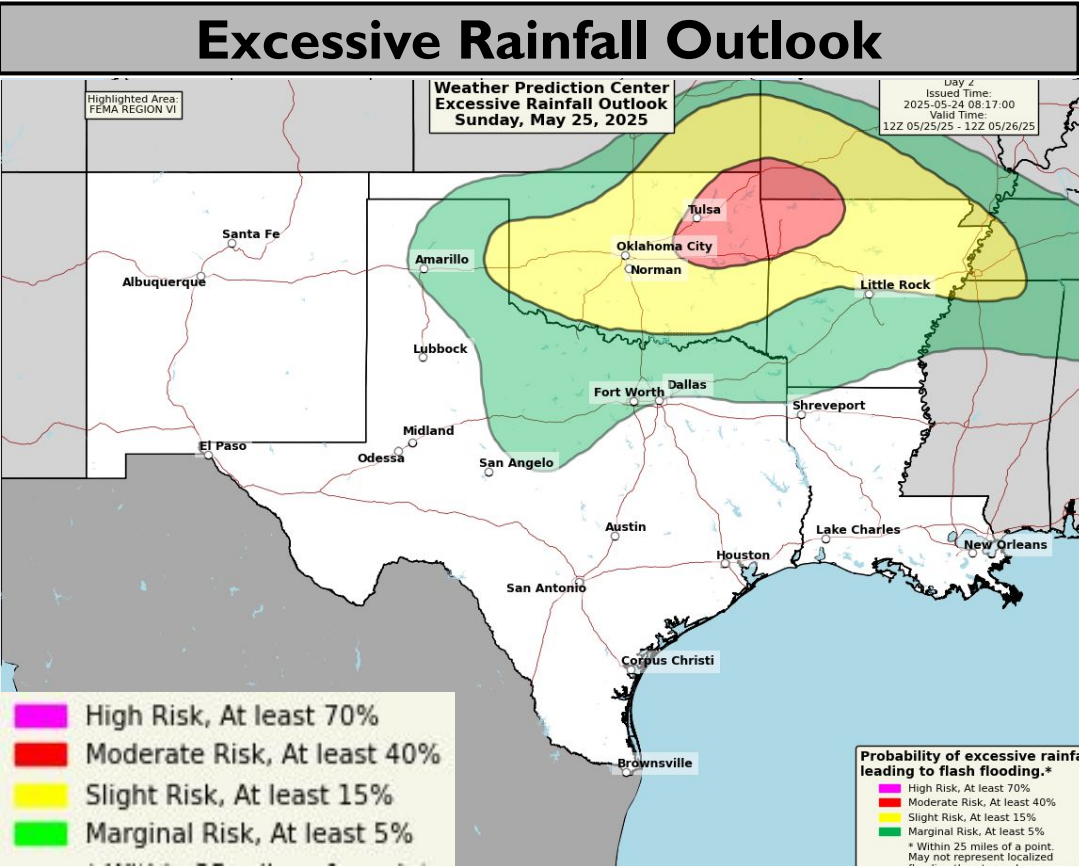 Excessive Rainfall Outlook
Highlighted Area:
FEMA REGION VI
Weather Prediction Center
Excessive Rainfall Outlook
Sunday, May 25, 2025
Day 2
Issued Time:
2025-05-24 08:17:00
Valid Time:
12Z 05/25/25 - 12Z 05/26/25
Tulsa
Santa Fe
Oklahoma City
Amarillo
Norman
Albuquerque
Little Rock
Lubbock
Fort Worth
Dallas
Shreveport
Midland
El Paso
Odessa
San Angelo
Austin
Lake Charles
New Orleans
Houston
San Antonio
Corpus Christi
Brownsville
High Risk, At least 70%
Moderate Risk, At least 40%
Slight Risk, At least 15%
Marginal Risk, At least 5%
Probability of excessive rainfa
leading to flash flooding.*
High Risk, At least 70%
Moderate Risk, At least 40%
Slight Risk, At least 15%
Marginal Risk, At least 5%
* Within 25 miles of a point.
May not represent localized